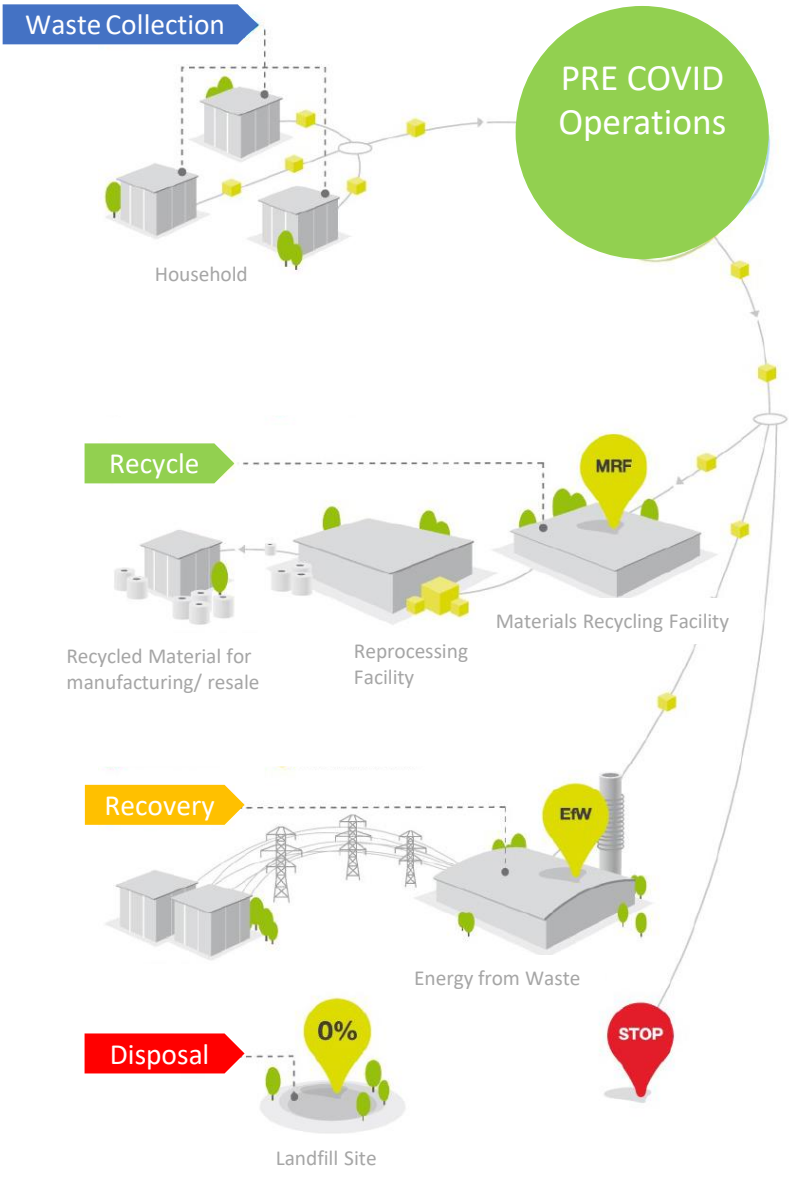 Waste Collection
PRE COVID
Operations
Household
Recycle
MRF
Materials Recycling Facility
Reprocessing
Facility
Recycled Material for
manufacturing/ resale
Recovery
EfW
Energy from Waste
Disposal
0%
STOP
Landfill Site